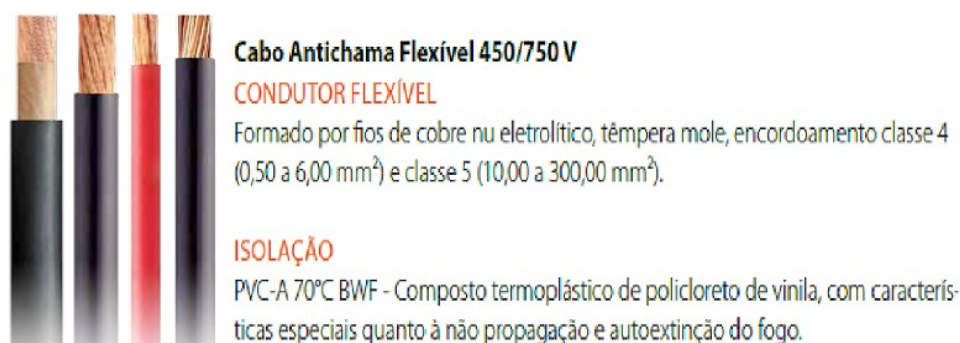 Cabo Antichama Flexível 450/750 V
CONDUTOR FLEXÍVEL
Formado por fios de cobre nu eletrolítico, têmpera mole, encordoamento classe 4
(0,50 a 6,00 mm²) e classe 5 (10,00 a 300,00 mm²).
ISOLAÇÃO
PVC-A 70°C BWF - Composto termoplástico de policloreto de vinila, com caracterís-
ticas especiais quanto à não propagação e autoextinção do fogo.